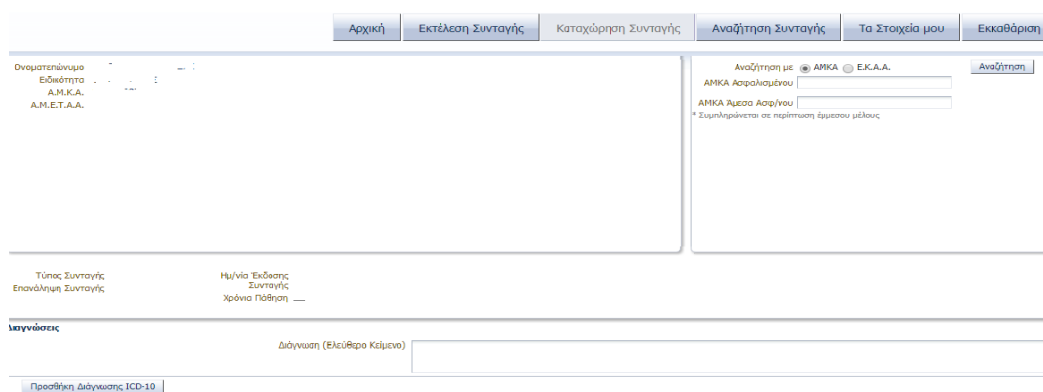 Αρχική Εκτέλεση Συνταγής Καταχώρηση Συνταγής Αναζήτηση Συνταγής Τα Στοιχεία μου Εκκαθάριση
Ονοματεπώνυμο
Ειδικότητα
Α.Μ.Κ.Α.
Α.Μ.Ε.Τ.Α.Α.
Αναζήτηση με ΑΜΚΑ Ε.Κ.Α.Α. Αναζήτηση
ΑΜΚΑ Ασφαλισμένου
ΑΜΚΑ Άμεσα Ασφ/νου
* Συμπληρώνεται σε περίπτωση έμμεσου μέλους
Τύπος Συνταγής
Επανάληψη Συνταγής
Ημ/νία Έκδοσης
Συνταγής
Χρόνια Πάθηση
Διαγνώσεις
Διάγνωση (Ελεύθερο Κείμενο)
Προσθήκη Διάγνωσης ICD-10